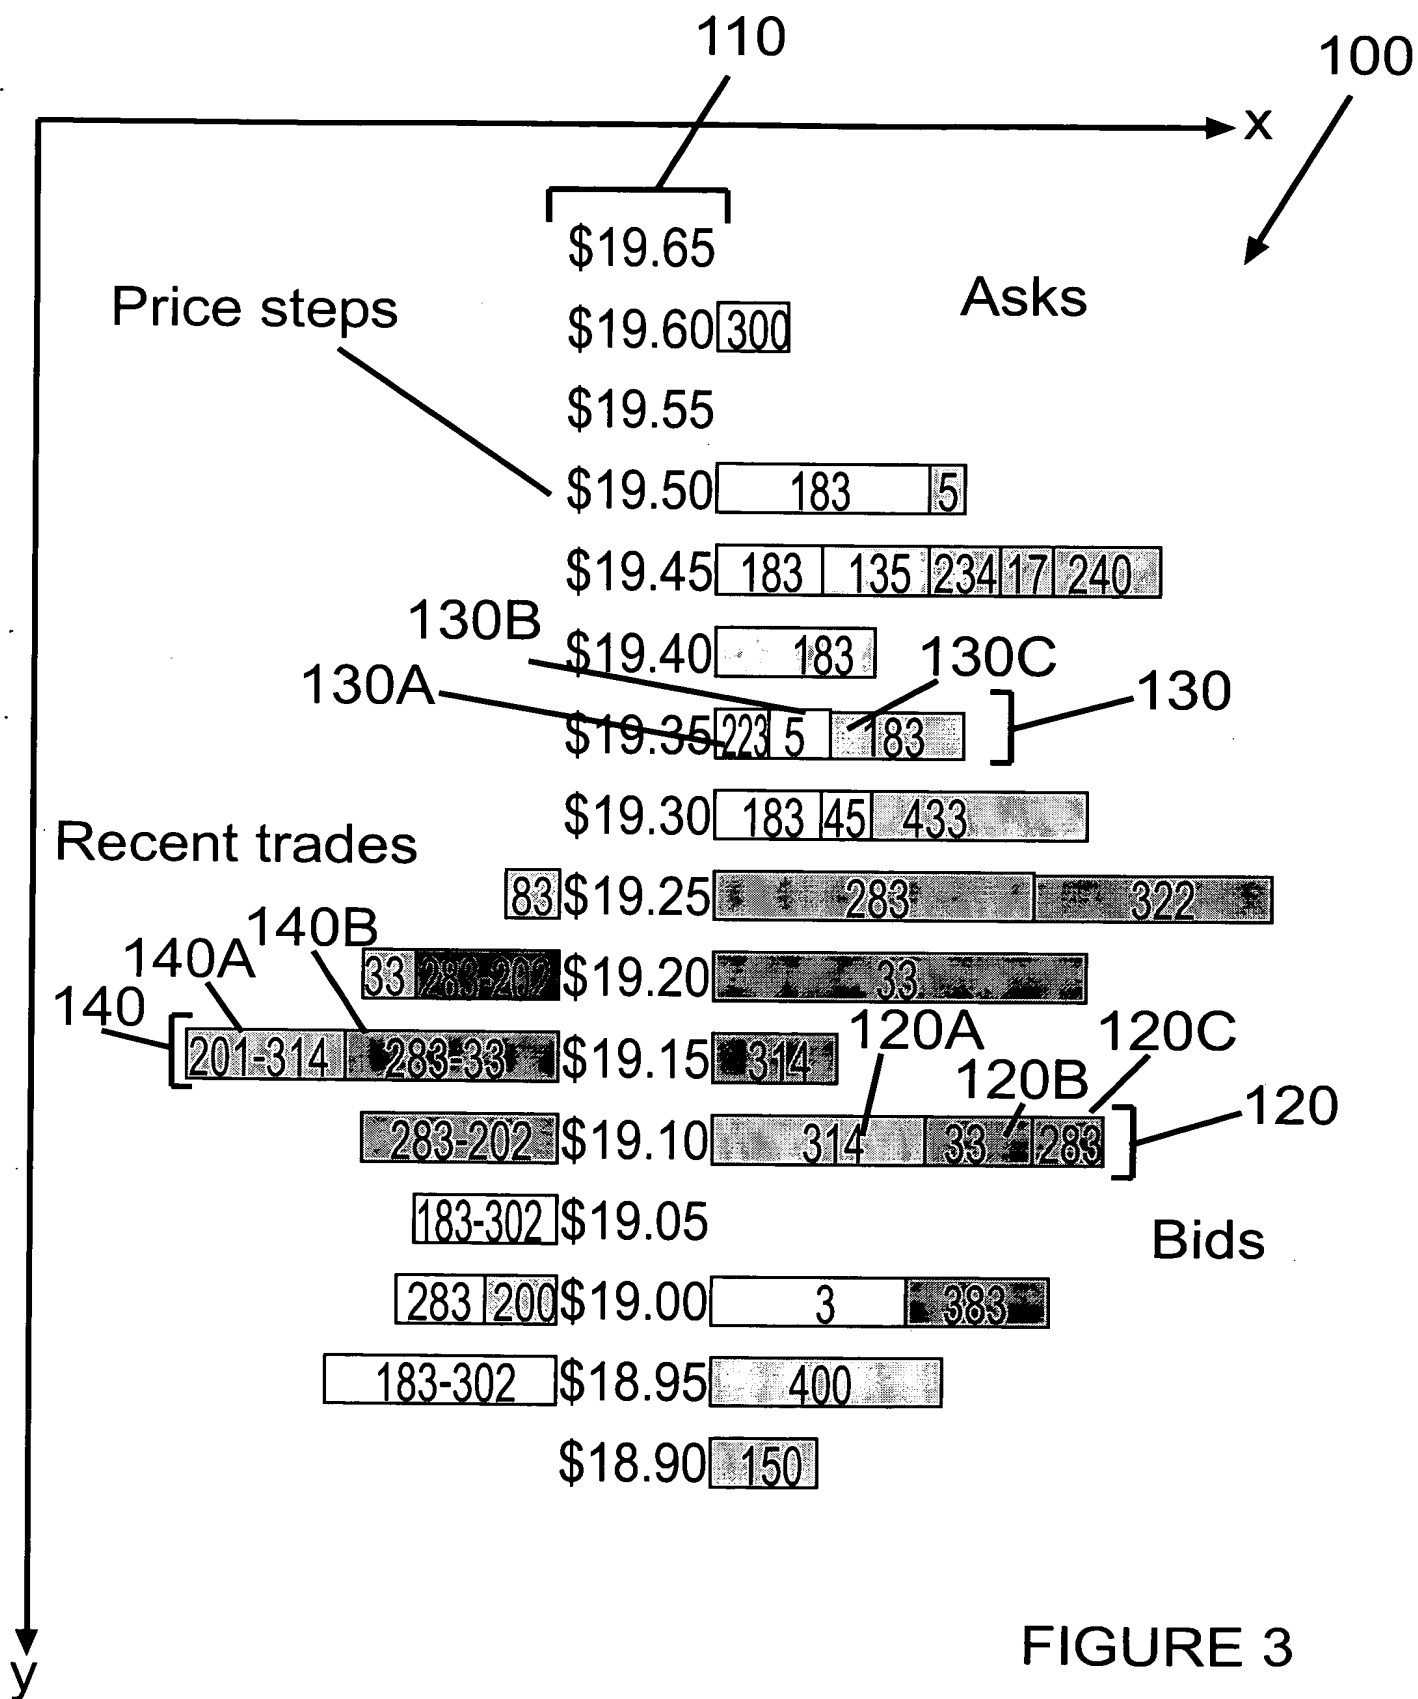 110
100
x
$19.65
Asks
Price steps
$19.60 300
$19.55
$19.50 183 5
$19.45 183 135 234 17 240
130B
$19.40 183
130C
130A
130
$19.35 223 5 183
$19.30 183 45 433
Recent trades
83 $19.25 283 322
140B
140A
33 283-202 $19.20 33
140
120A
120C
201-314 283-33 $19.15 314
120B
120
283-202 $19.10 314 33 283
183-302 $19.05
Bids
283 200 $19.00 3 383
183-302 $18.95 400
$18.90 150
FIGURE 3
y